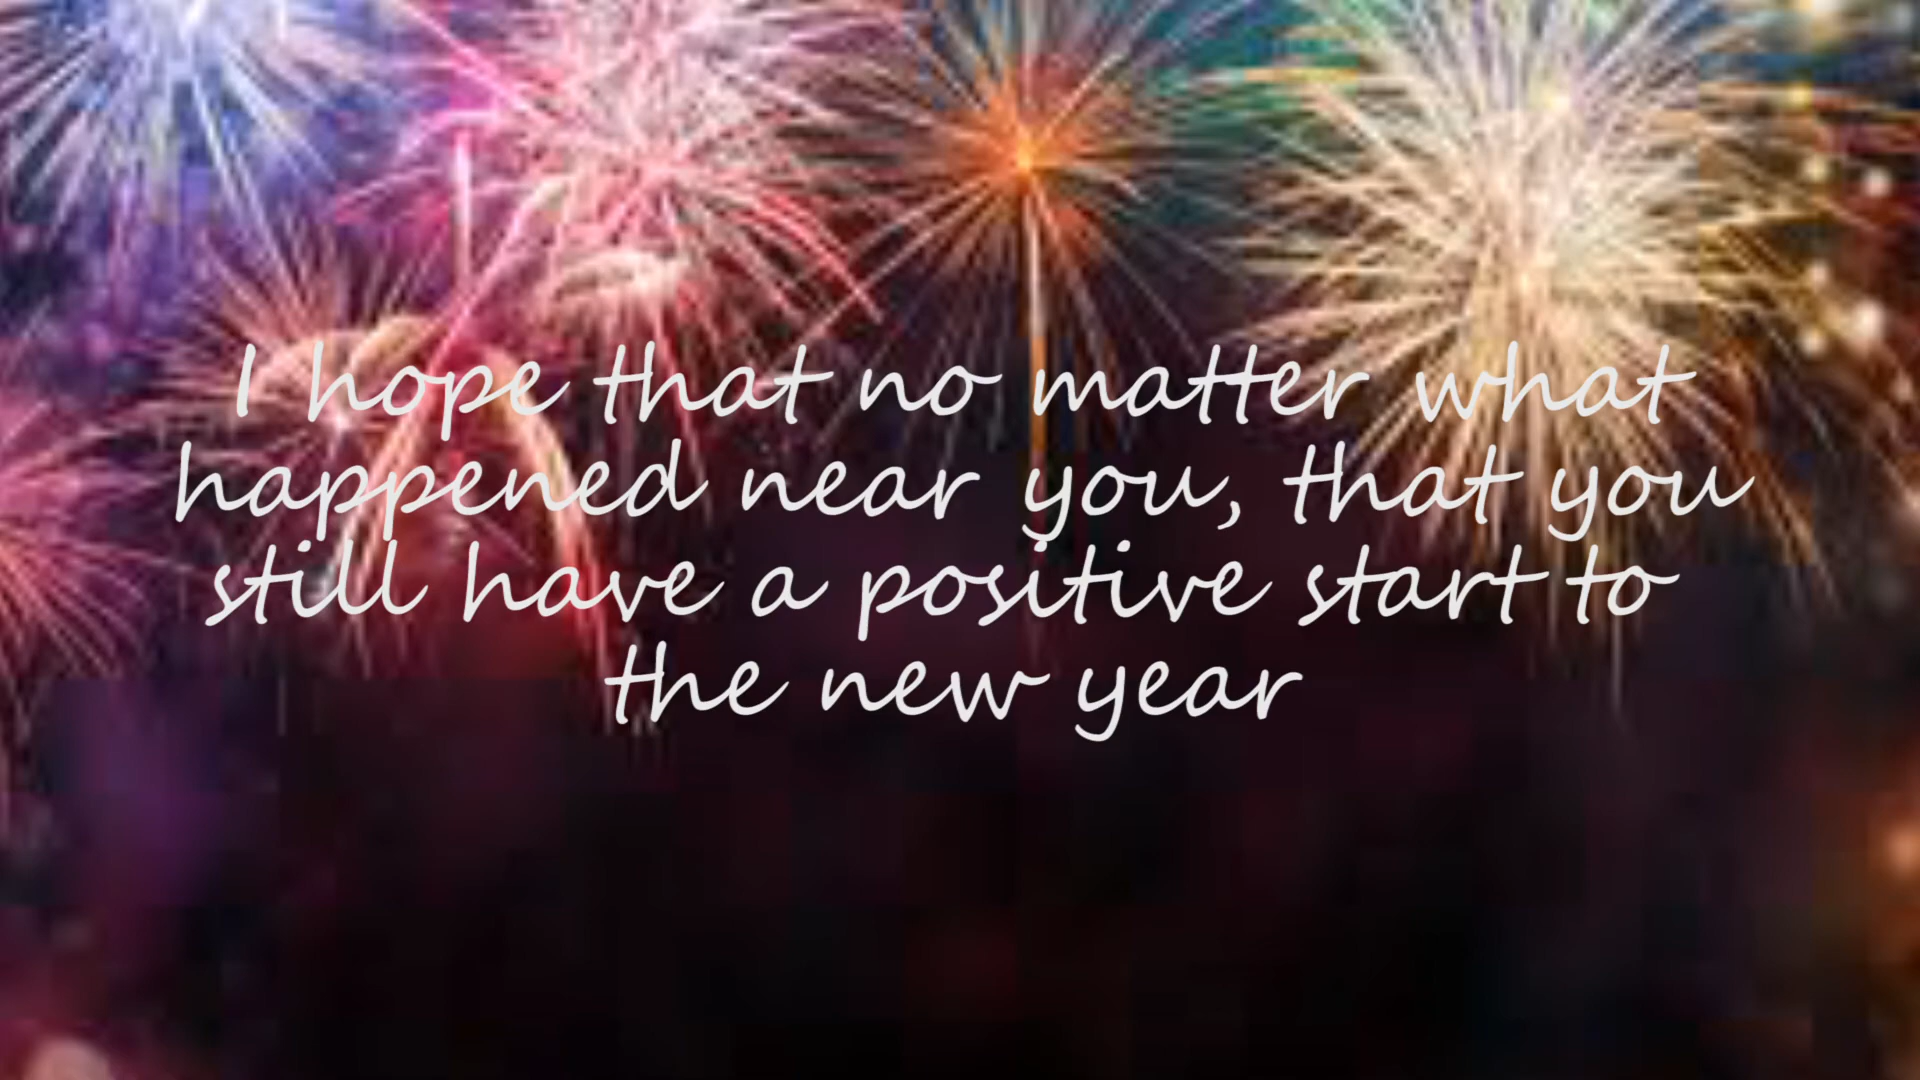 I hope that no matter what
happened near you, that you
still have a positive start to
the new year